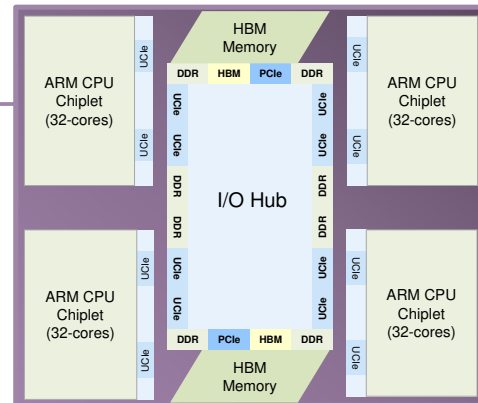 HBM
Memory
DDR HBM PCIe DDR
ARM CPU
Chiplet
(32-cores)
UCIe
UCIe
UCIe
UCIe
DDR
DDR
UCIe
UCIe
I/O Hub
UCIe
UCIe
DDR
DDR
UCIe
UCIe
UCIe
UCIe
ARM CPU
Chiplet
(32-cores)
ARM CPU
Chiplet
(32-cores)
UCIe
UCIe
UCIe
UCIe
ARM CPU
Chiplet
(32-cores)
DDR PCIe HBM DDR
HBM
Memory